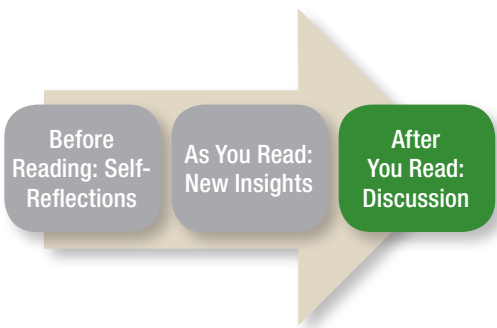 Before
Reading: Self-
Reflections
As You Read:
New Insights
After
You Read:
Discussion